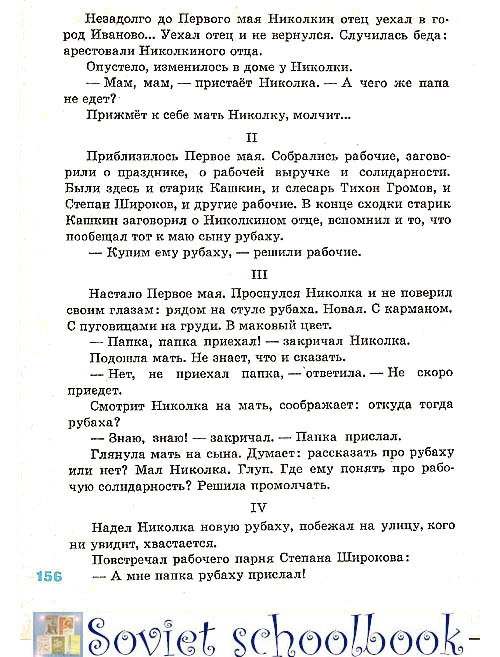 Незадолго до Первого мая Николкин отец уехал в го-
род Иваново... Уехал отец и не вернулся. Случилась беда:
арестовали Николкиного отца.
Опустело, изменилось в доме у Николки.
— Мам, мам, — пристаёт Николка. — А чего же папа
не едет?
Прижмёт к себе мать Николку, молчит...
II
Приблизилось Первое мая. Собрались рабочие, загово-
рили о празднике, о рабочей выручке и солидарности.
Были здесь и старик Кашкин, и слесарь Тихон Громов, и
Степан Широков, и другие рабочие. В конце сходки старик
Кашкин заговорил о Николкином отце, вспомнил и то, что
пообещал тот к маю сыну рубаху.
— Купим ему рубаху, — решили рабочие.
III
Настало Первое мая. Проснулся Николка и не поверил
своим глазам: рядом на стуле рубаха. Новая. С карманом.
С пуговицами на груди. В маковый цвет.
— Папка, папка приехал! — закричал Николка.
Подошла мать. Не знает, что и сказать.
— Нет, не приехал папка, — ответила. — Не скоро
приедет.
Смотрит Николка на мать, соображает: откуда тогда
рубаха?
— Знаю, знаю! — закричал. — Папка прислал.
Глянула мать на сына. Думает: рассказать про рубаху
или нет? Мал Николка. Глуп. Где ему понять про рабо-
чую солидарность? Решила промолчать.
IV
Надел Николка новую рубаху, побежал на улицу, кого
ни увидит, хвастается.
Повстречал рабочего парня Степана Широкова:
— А мне папка рубаху прислал!
156
Soviet schoolbook